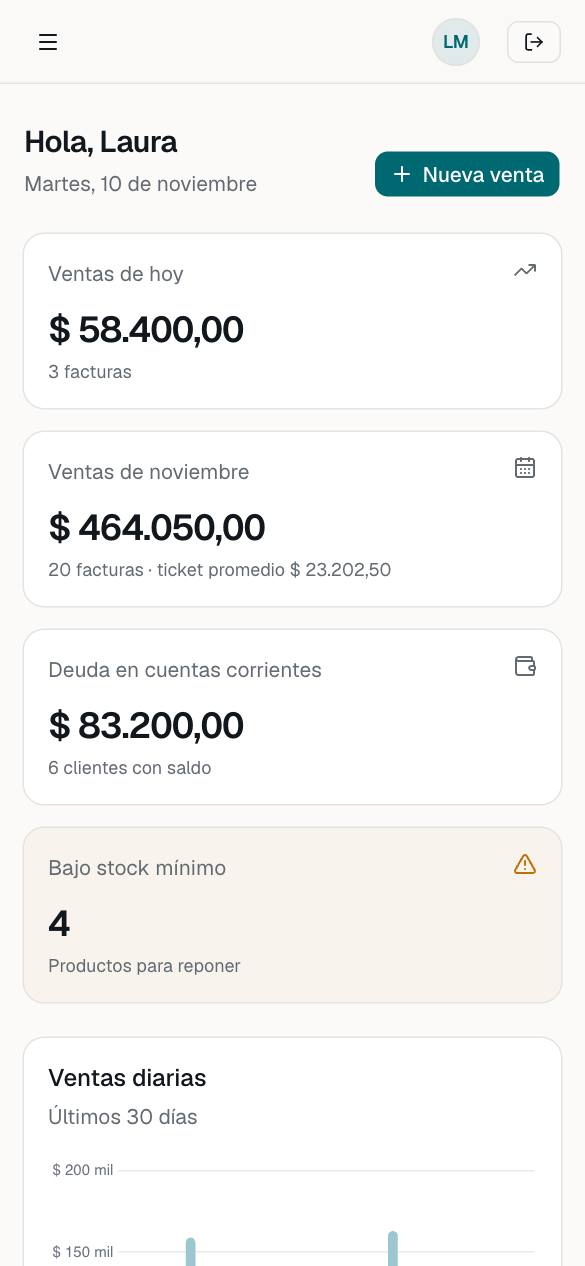 LM
Hola, Laura
Martes, 10 de noviembre
Nueva venta
Ventas de hoy
$ 58.400,00
3 facturas
Ventas de noviembre
$ 464.050,00
20 facturas · ticket promedio $ 23.202,50
Deuda en cuentas corrientes
$ 83.200,00
6 clientes con saldo
Bajo stock mínimo
4
Productos para reponer
Ventas diarias
Últimos 30 días
$ 200 mil
$ 150 mil